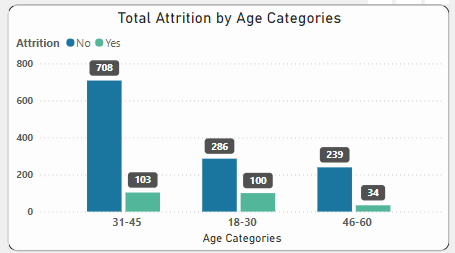 Total Attrition by Age Categories
Attrition No Yes
800
600
400
200
0
708
103
286
100
239
34
31-45 18-30 46-60
Age Categories